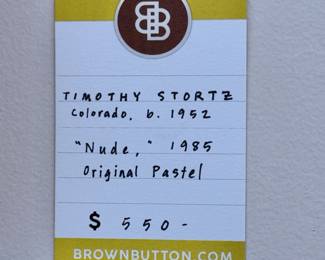 BB
TIMOTHY STORTZ
Colorado, b. 1952
"Nude," 1985
Original Pastel
$ 550-
BROWNBUTTON.COM